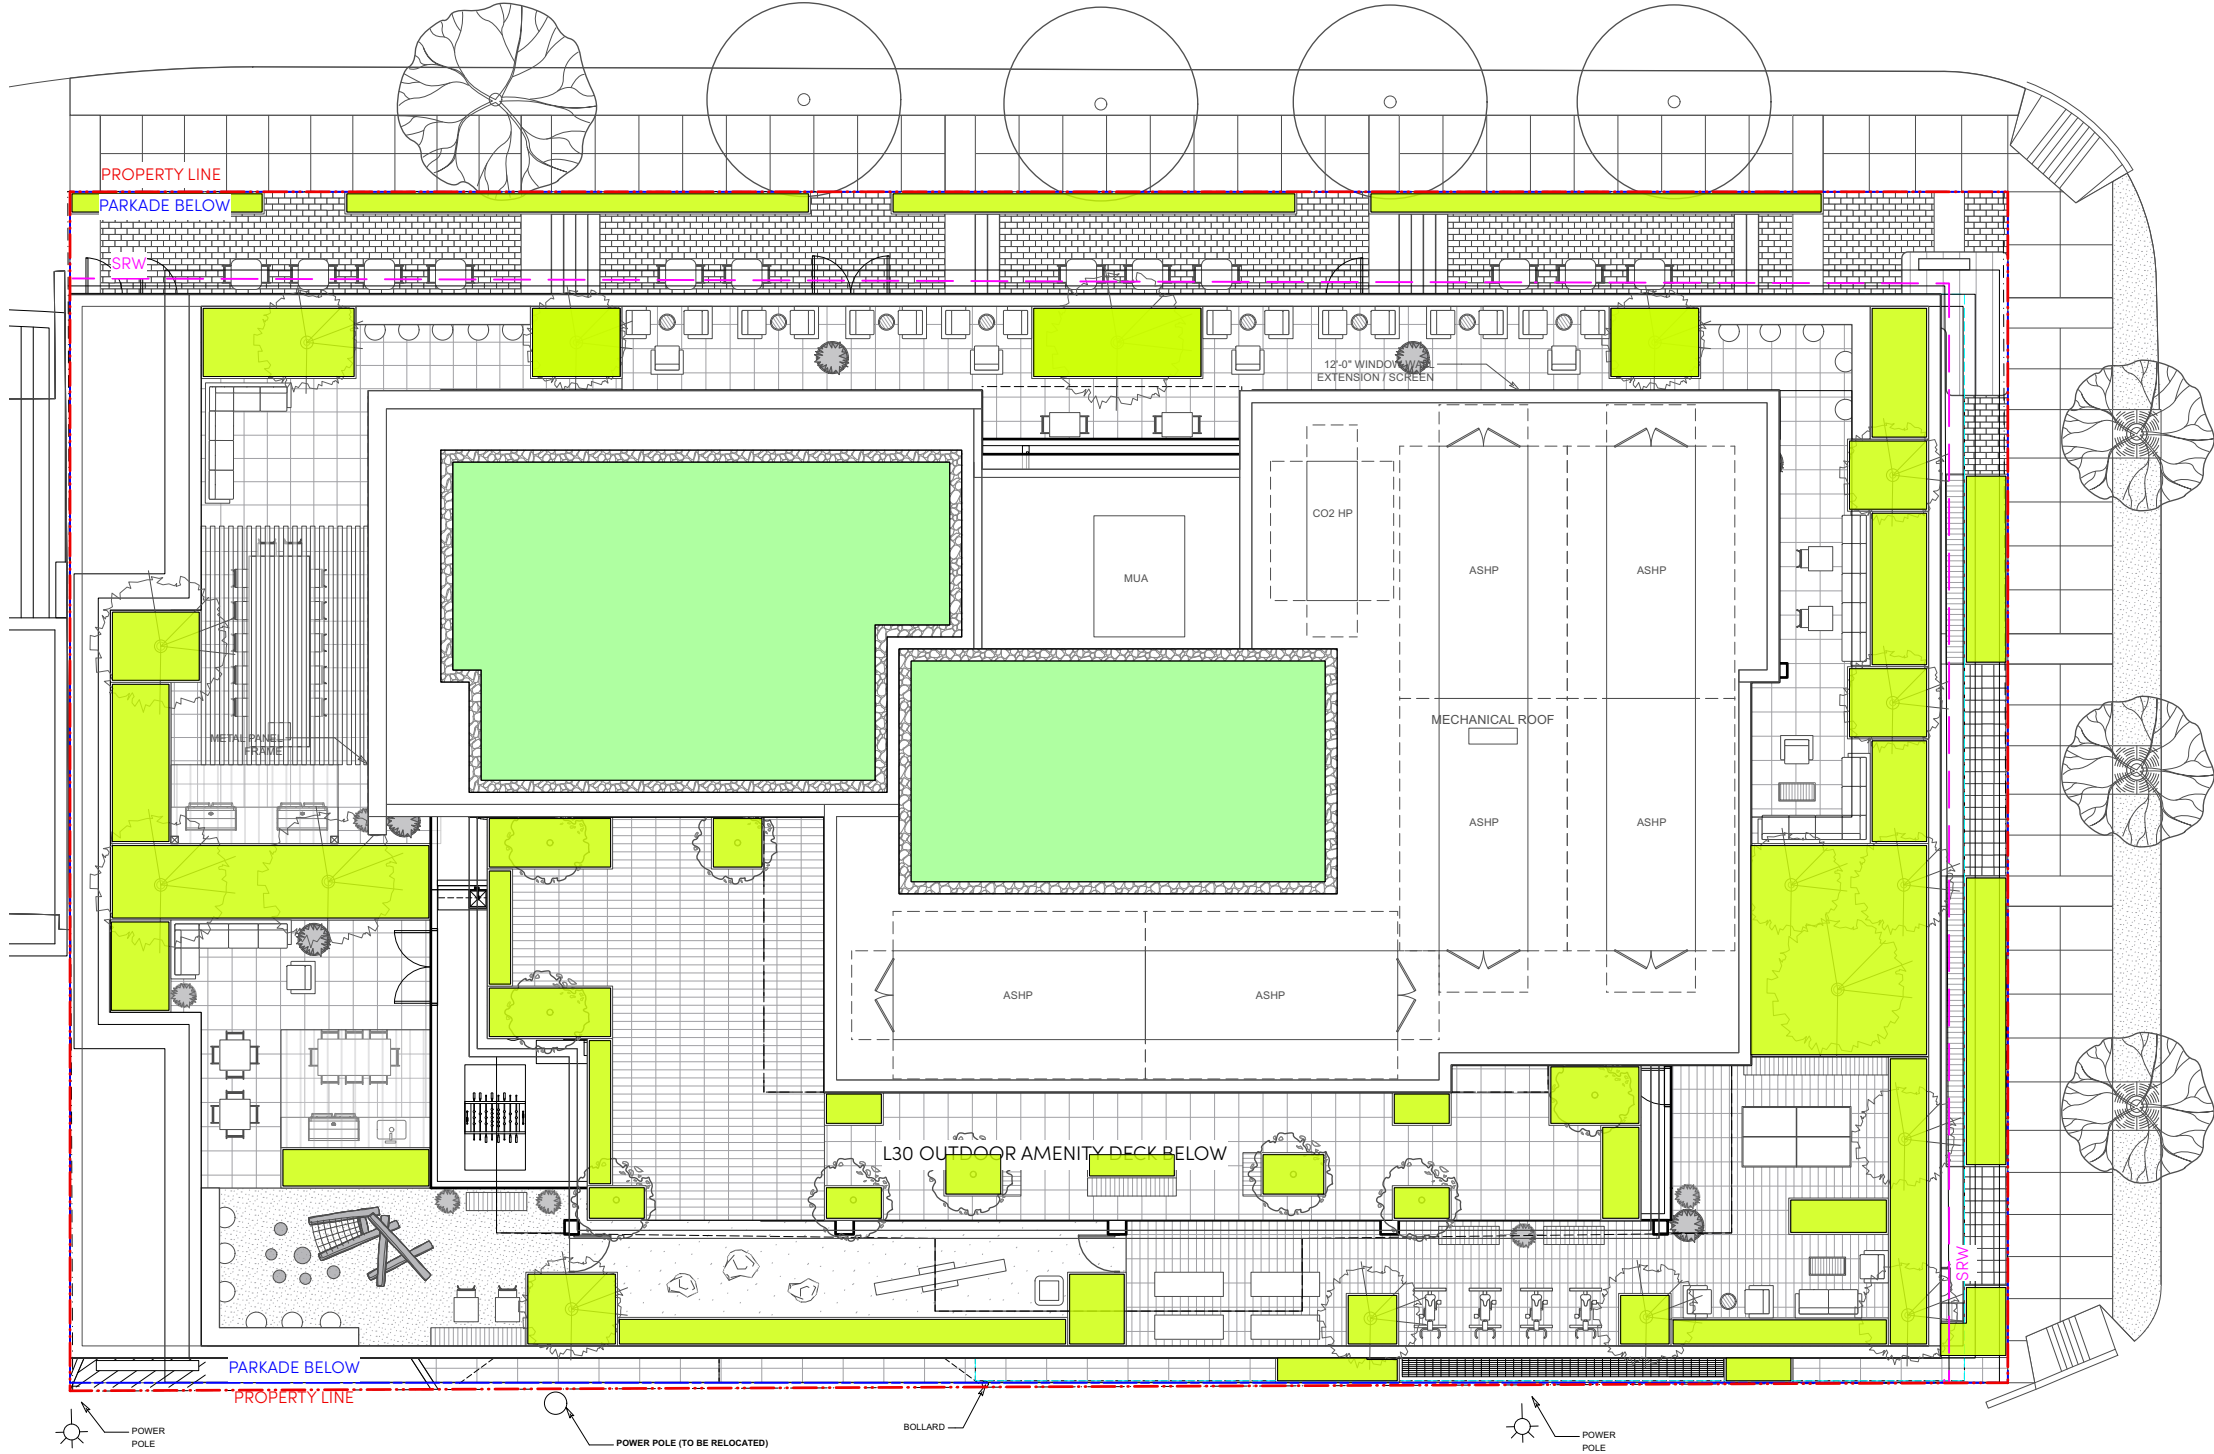 PROPERTY LINE
PARKADE BELOW
SRW
12'-0" WINDOW WALL
EXTENSION / SCREEN
CO2 HP
MUA
ASHP
ASHP
MECHANICAL ROOF
METAL PANEL
FRAME
ASHP
ASHP
ASHP
ASHP
L30 OUTDOOR AMENITY DECK BELOW
SRW
PARKADE BELOW
PROPERTY LINE
POWER
POLE
POWER POLE (TO BE RELOCATED)
BOLLARD
POWER
POLE